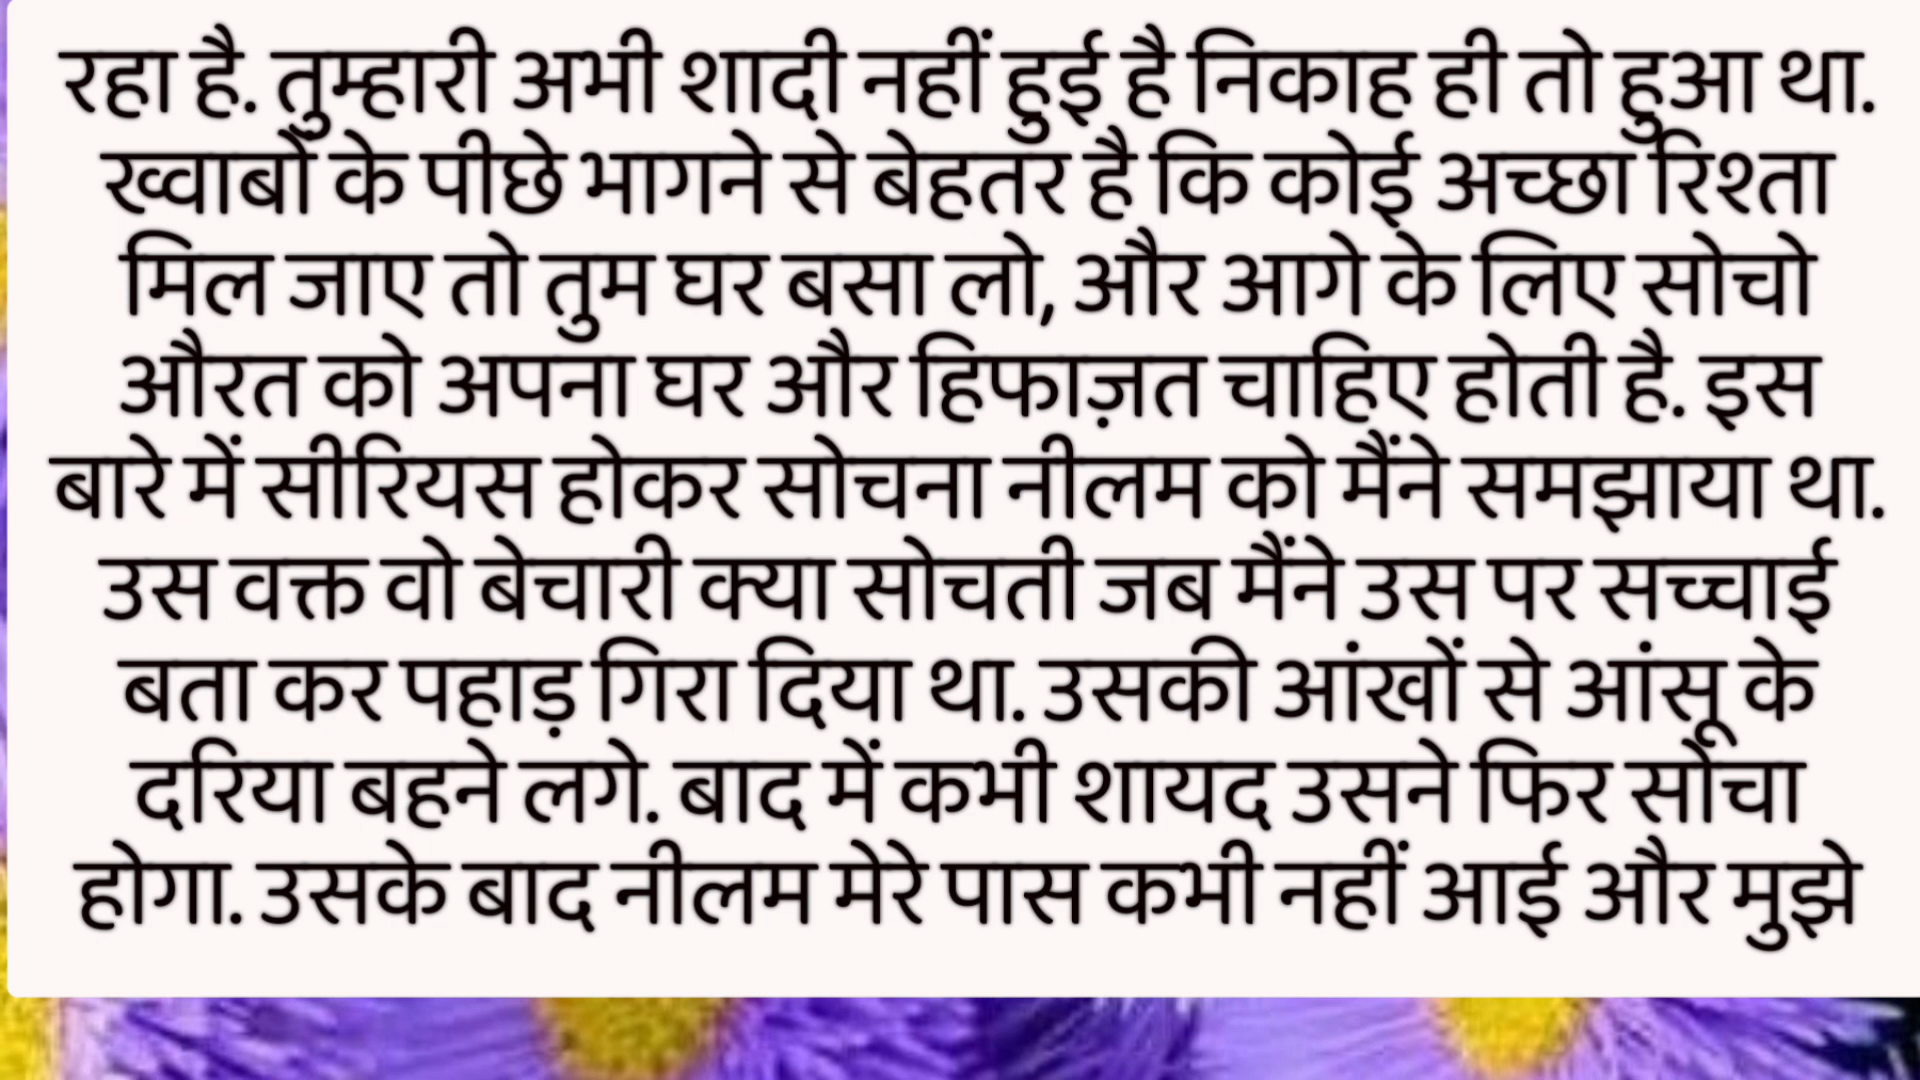 रहा है. तुम्हारी अभी शादी नहीं हुई है निकाह ही तो हुआ था.
ख्वाबों के पीछे भागने से बेहतर है कि कोई अच्छा रिश्ता
मिल जाए तो तुम घर बसा लो, और आगे के लिए सोचो
औरत को अपना घर और हिफाज़त चाहिए होती है. इस
बारे में सीरियस होकर सोचना नीलम को मैंने समझाया था.
उस वक्त वो बेचारी क्या सोचती जब मैंने उस पर सच्चाई
बता कर पहाड़ गिरा दिया था. उसकी आंखों से आंसू के
दरिया बहने लगे. बाद में कभी शायद उसने फिर सोचा
होगा. उसके बाद नीलम मेरे पास कभी नहीं आई और मुझे